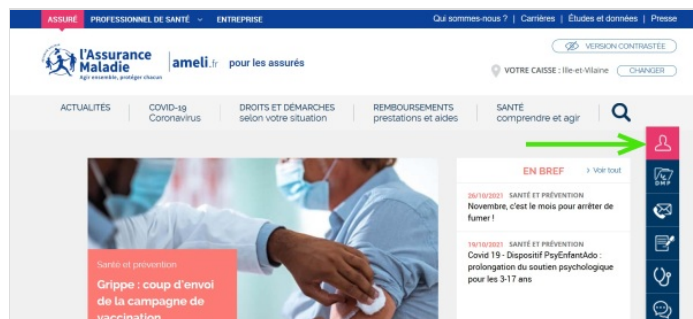 ASSURÉ PROFESSIONNEL DE SANTÉ ENTREPRISE Qui sommes-nous ? | Carrières | Études et données | Presse
VERSION CONTRASTÉE
l'Assurance
Maladie
Agir ensemble, protéger chacun
ameli.fr pour les assurés
VOTRE CAISSE : Ille-et-Vilaine CHANGER
ACTUALITÉS COVID-19 DROITS ET DÉMARCHES REMBOURSEMENTS SANTÉ
Coronavirus selon votre situation prestations et aides comprendre et agir
EN BREF > Voir tout
DMP
26/10/2021 SANTÉ ET PRÉVENTION
Novembre, c'est le mois pour arrêter de
fumer !
19/10/2021 SANTÉ ET PRÉVENTION
Covid 19 - Dispositif PsyEnfantAdo :
prolongation du soutien psychologique
pour les 3-17 ans
Santé et prévention
Grippe : coup d'envoi
de la campagne de
vaccination